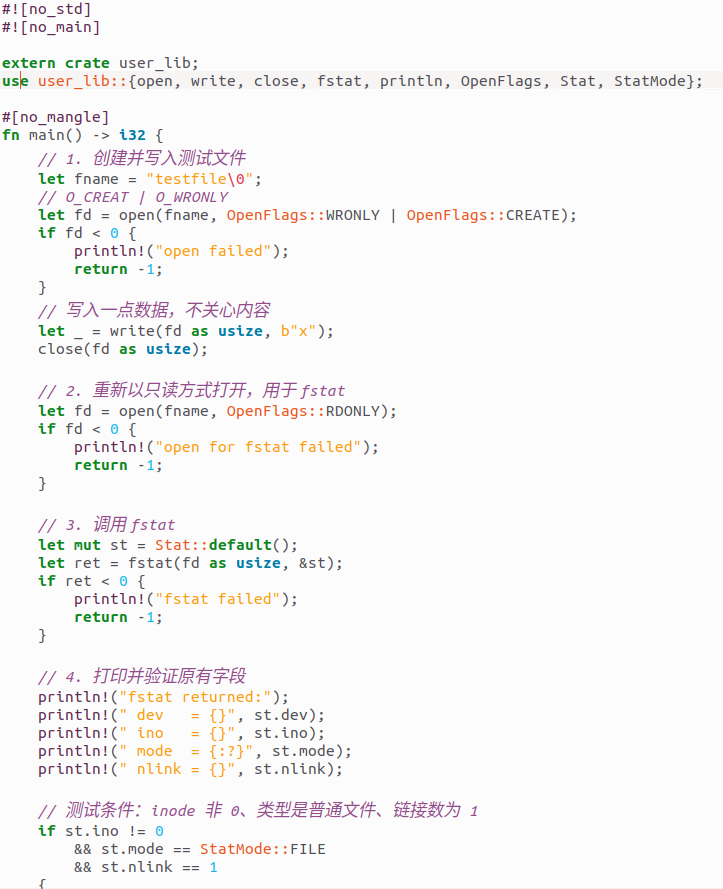 #![no_std]
#![no_main]

extern crate user_lib;
use user_lib::{open, write, close, fstat, println, OpenFlags, Stat, StatMode};

#[no_mangle]
fn main() -> i32 {
    // 1. 创建并写入测试文件
    let fname = "testfile\0";
    // O_CREAT | O_WRONLY
    let fd = open(fname, OpenFlags::WRONLY | OpenFlags::CREATE);
    if fd < 0 {
        println!("open failed");
        return -1;
    }
    // 写入一点数据，不关心内容
    let _ = write(fd as usize, b"x");
    close(fd as usize);

    // 2. 重新以只读方式打开，用于 fstat
    let fd = open(fname, OpenFlags::RDONLY);
    if fd < 0 {
        println!("open for fstat failed");
        return -1;
    }

    // 3. 调用 fstat
    let mut st = Stat::default();
    let ret = fstat(fd as usize, &st);
    if ret < 0 {
        println!("fstat failed");
        return -1;
    }

    // 4. 打印并验证原有字段
    println!("fstat returned:");
    println!(" dev   = {}", st.dev);
    println!(" ino   = {}", st.ino);
    println!(" mode  = {:?}", st.mode);
    println!(" nlink = {}", st.nlink);

    // 测试条件：inode 非 0、类型是普通文件、链接数为 1
    if st.ino != 0
        && st.mode == StatMode::FILE
        && st.nlink == 1
    {